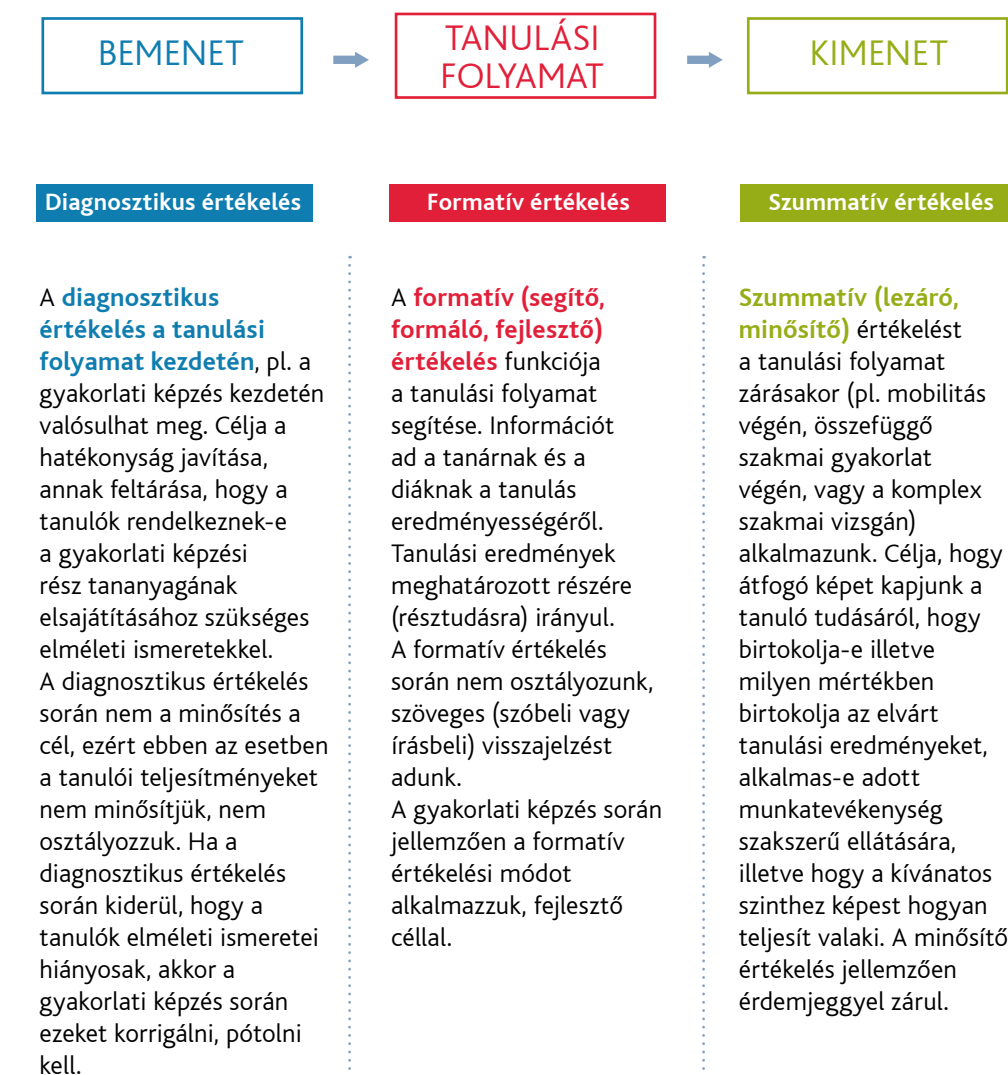 BEMENET
TANULÁSI
FOLYAMAT
KIMENET
Diagnosztikus értékelés
Formatív értékelés
Szummatív értékelés
A diagnosztikus
értékelés a tanulási
folyamat kezdetén, pl. a
gyakorlati képzés kezdetén
valósulhat meg. Célja a
hatékonyság javítása,
annak feltárása, hogy a
tanulók rendelkeznek-e
a gyakorlati képzési
rész tananyagának
elsajátításához szükséges
elméleti ismeretekkel.
A diagnosztikus értékelés
során nem a minősítés a
cél, ezért ebben az esetben
a tanulói teljesítményeket
nem minősítjük, nem
osztályozzuk. Ha a
diagnosztikus értékelés
során kiderül, hogy a
tanulók elméleti ismeretei
hiányosak, akkor a
gyakorlati képzés során
ezeket korrigálni, pótolni
kell.
A formatív (segítő,
formáló, fejlesztő)
értékelés funkciója
a tanulási folyamat
segítése. Információt
ad a tanárnak és a
diáknak a tanulás
eredményességéről.
Tanulási eredmények
meghatározott részére
(résztudásra) irányul.
A formatív értékelés
során nem osztályozunk,
szöveges (szóbeli vagy
írásbeli) visszajelzést
adunk.
A gyakorlati képzés során
jellemzően a formatív
értékelési módot
alkalmazzuk, fejlesztő
céllal.
Szummatív (lezáró,
minősítő) értékelést
a tanulási folyamat
zárásakor (pl. mobilitás
végén, összefüggő
szakmai gyakorlat
végén, vagy a komplex
szakmai vizsgán)
alkalmazunk. Célja, hogy
átfogó képet kapjunk a
tanuló tudásáról, hogy
birtokolja-e illetve
milyen mértékben
birtokolja az elvárt
tanulási eredményeket,
alkalmas-e adott
munkatevékenység
szakszerű ellátására,
illetve hogy a kívánatos
szinthez képest hogyan
teljesít valaki. A minősítő
értékelés jellemzően
érdemjeggyel zárul.